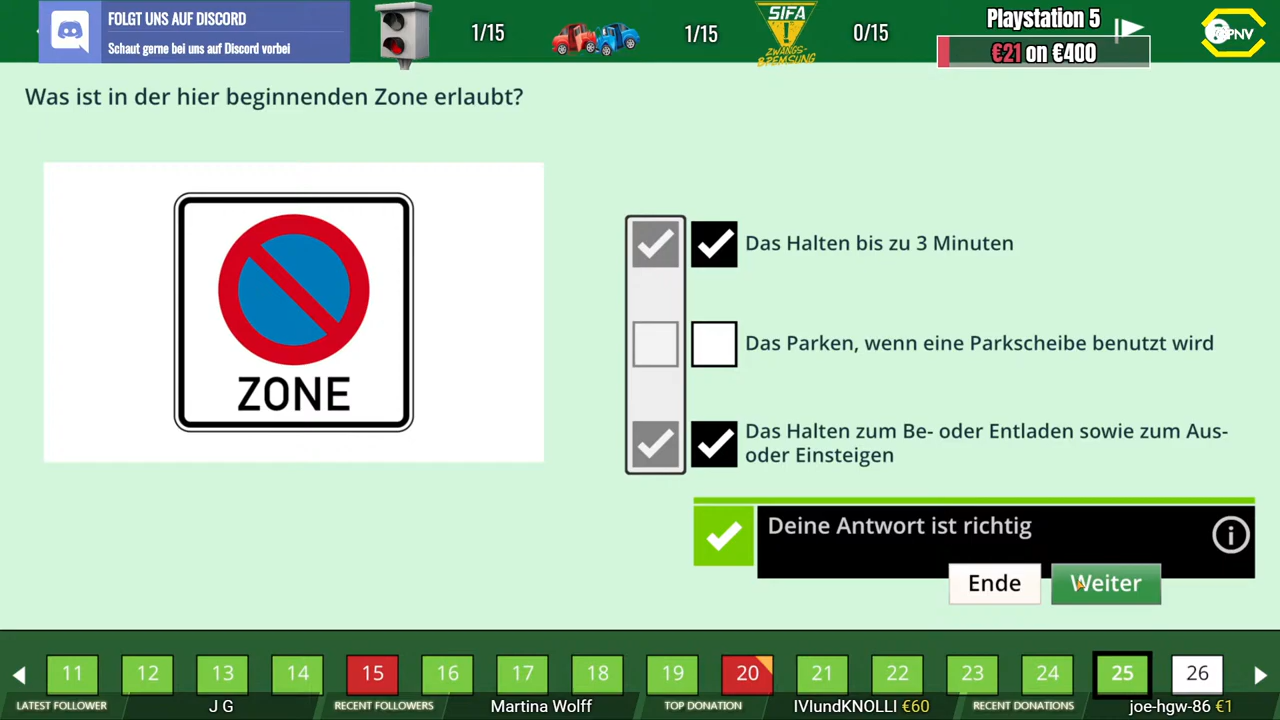 FOLGT UNS AUF DISCORD
Schaut gerne bei uns auf Discord vorbei
1/15
1/15
SIFA
ZWANGS-
BREMSUNG
0/15
Playstation 5
€21 on €400
ÖPNV
Was ist in der hier beginnenden Zone erlaubt?
ZONE
Das Halten bis zu 3 Minuten
Das Parken, wenn eine Parkscheibe benutzt wird
Das Halten zum Be- oder Entladen sowie zum Aus-
oder Einsteigen
Deine Antwort ist richtig
Ende
Weiter
11 12 13 14 15 16 17 18 19 20 21 22 23 24 25 26
LATEST FOLLOWER J G RECENT FOLLOWERS Martina Wolff TOP DONATION IVIundKNOLLI €60 RECENT DONATIONS joe-hgw-86 €1